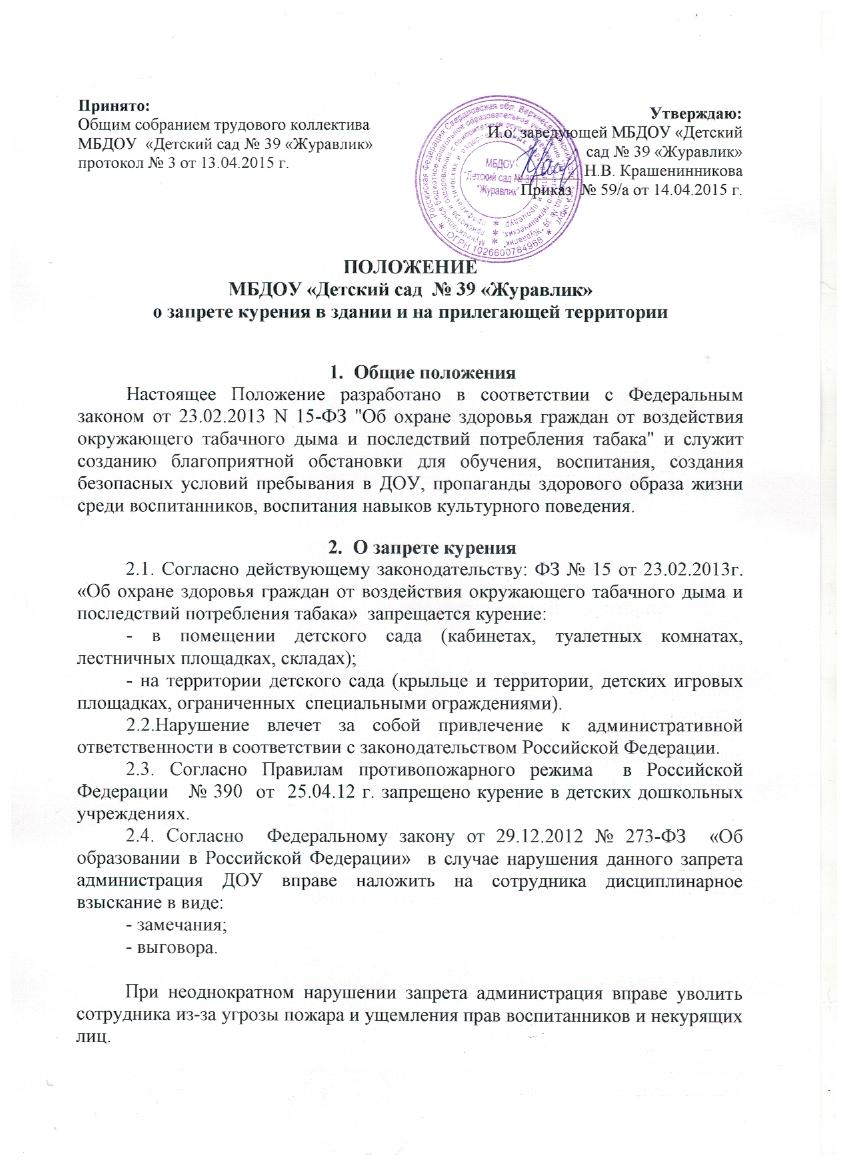 Принято:
Общим собранием трудового коллектива
МБДОУ «Детский сад № 39 «Журавлик»
протокол № 3 от 13.04.2015 г.
Утверждаю:
И.о. заведующей МБДОУ «Детский
сад № 39 «Журавлик»
Н.В. Крашенинникова
Приказ № 59/а от 14.04.2015 г.
МБДОУ
"Детский сад № 39
"Журавлик"
ОГРН 1026600784968
ПОЛОЖЕНИЕ
МБДОУ «Детский сад № 39 «Журавлик»
о запрете курения в здании и на прилегающей территории
1. Общие положения
Настоящее Положение разработано в соответствии с Федеральным
законом от 23.02.2013 N 15-ФЗ "Об охране здоровья граждан от воздействия
окружающего табачного дыма и последствий потребления табака" и служит
созданию благоприятной обстановки для обучения, воспитания, создания
безопасных условий пребывания в ДОУ, пропаганды здорового образа жизни
среди воспитанников, воспитания навыков культурного поведения.
2. О запрете курения
2.1. Согласно действующему законодательству: ФЗ № 15 от 23.02.2013г.
«Об охране здоровья граждан от воздействия окружающего табачного дыма и
последствий потребления табака» запрещается курение:
- в помещении детского сада (кабинетах, туалетных комнатах,
лестничных площадках, складах);
- на территории детского сада (крыльце и территории, детских игровых
площадках, ограниченных специальными ограждениями).
2.2.Нарушение влечет за собой привлечение к административной
ответственности в соответствии с законодательством Российской Федерации.
2.3. Согласно Правилам противопожарного режима в Российской
Федерации № 390 от 25.04.12 г. запрещено курение в детских дошкольных
учреждениях.
2.4. Согласно Федеральному закону от 29.12.2012 № 273-ФЗ «Об
образовании в Российской Федерации» в случае нарушения данного запрета
администрация ДОУ вправе наложить на сотрудника дисциплинарное
взыскание в виде:
- замечания;
- выговора.
При неоднократном нарушении запрета администрация вправе уволить
сотрудника из-за угрозы пожара и ущемления прав воспитанников и некурящих
лиц.